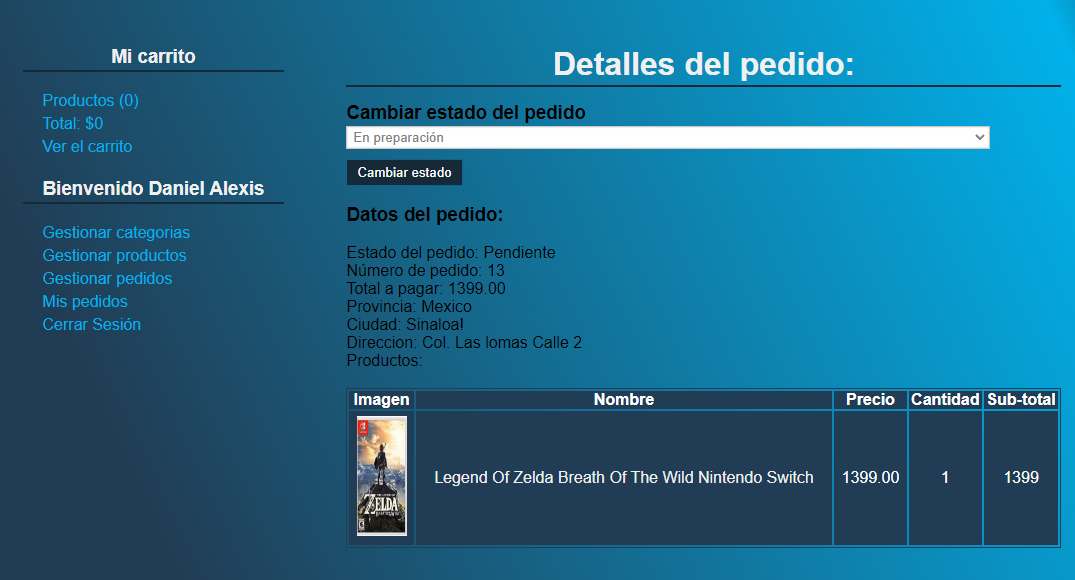 Mi carrito
Productos (0)
Total: $0
Ver el carrito
Bienvenido Daniel Alexis
Gestionar categorias
Gestionar productos
Gestionar pedidos
Mis pedidos
Cerrar Sesión
Detalles del pedido:
Cambiar estado del pedido
En preparación
Cambiar estado
Datos del pedido:
Estado del pedido: Pendiente
Número de pedido: 13
Total a pagar: 1399.00
Provincia: Mexico
Ciudad: Sinaloa!
Direccion: Col. Las lomas Calle 2
Productos:
Imagen Nombre Precio Cantidad Sub-total
ZELDA
Legend Of Zelda Breath Of The Wild Nintendo Switch 1399.00 1 1399